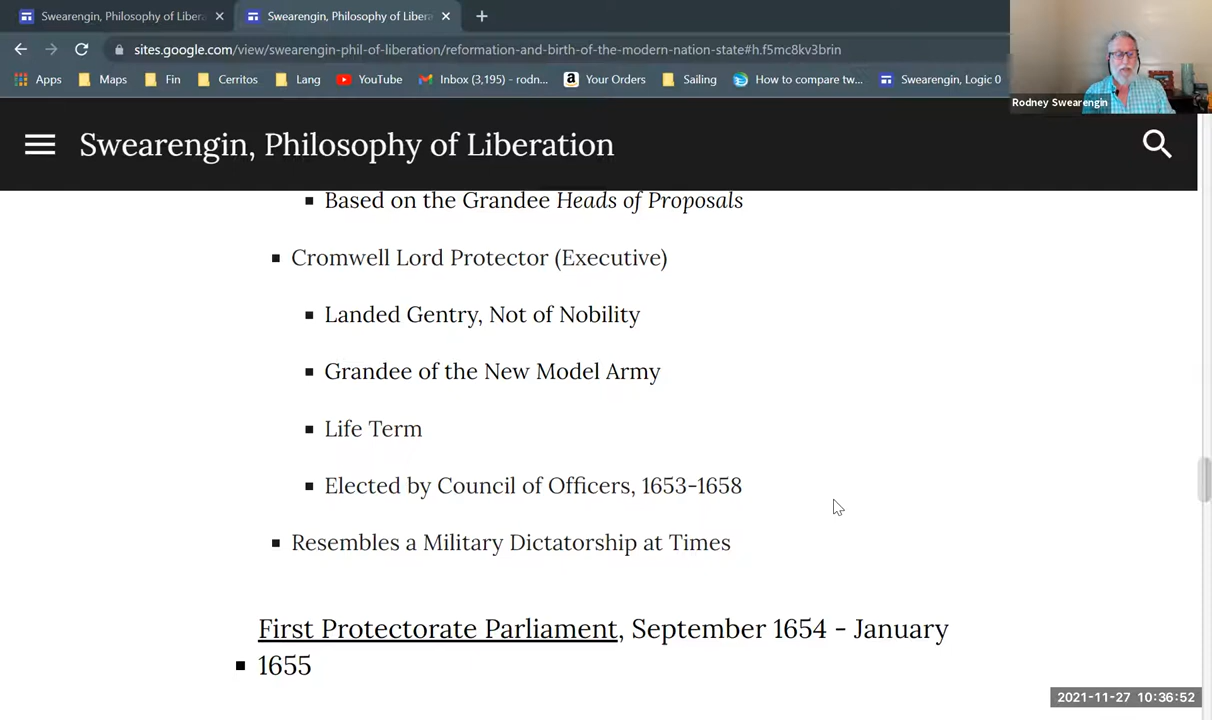 Swearengin, Philosophy of Libera
Swearengin, Philosophy of Libera
sites.google.com/view/swearengin-phil-of-liberation/reformation-and-birth-of-the-modern-nation-state#h.f5mc8kv3brin
Apps Maps Fin Cerritos Lang YouTube Inbox (3,195) - rodn... Your Orders Sailing How to compare tw... Swearengin, Logic 0
Rodney Swearengin
Swearengin, Philosophy of Liberation
Based on the Grandee Heads of Proposals
Cromwell Lord Protector (Executive)
Landed Gentry, Not of Nobility
Grandee of the New Model Army
Life Term
Elected by Council of Officers, 1653-1658
Resembles a Military Dictatorship at Times
First Protectorate Parliament, September 1654 - January
1655
2021-11-27 10:36:52